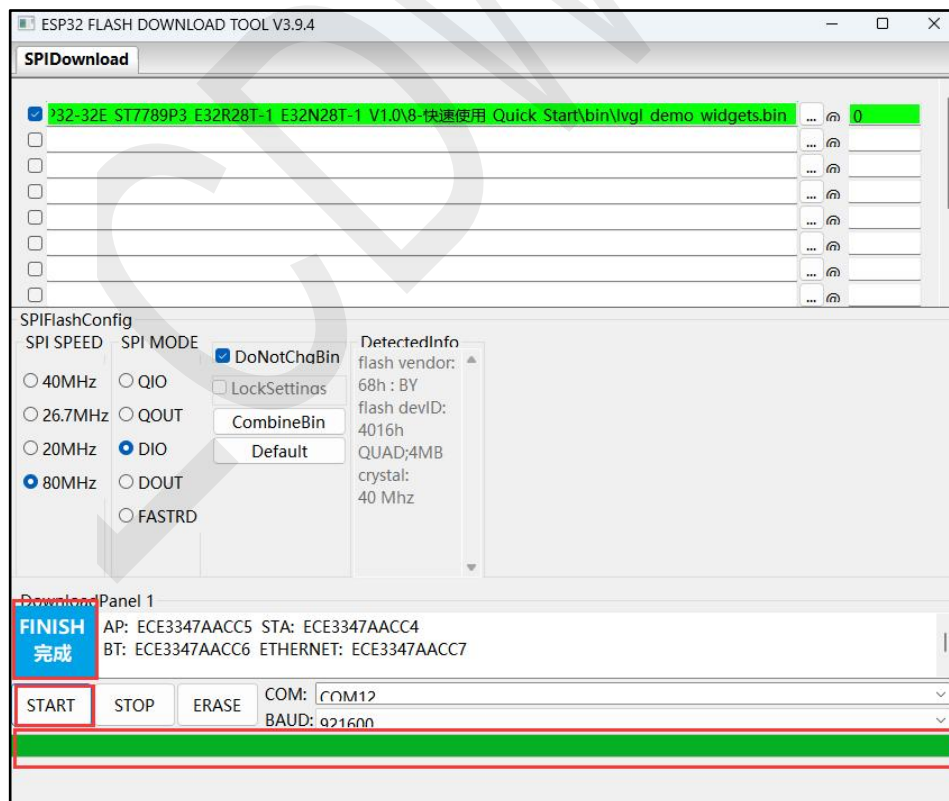 ESP32 FLASH DOWNLOAD TOOL V3.9.4
SPIDownload
P32-32E ST7789P3 E32R28T-1 E32N28T-1 V1.0\8-快速使用 Quick Start\bin\lvgl demo widgets.bin ... @ 0
... @
... @
... @
... @
... @
... @
... @
SPIFlashConfig
SPI SPEED SPI MODE DetectedInfo
DoNotChgBin flash vendor:
40MHz QIO LockSettings 68h : BY
26.7MHz QOUT CombineBin flash devID:
4016h
20MHz DIO Default QUAD;4MB
80MHz DOUT crystal:
40 Mhz
FASTRD
DownloadPanel 1
FINISH AP: ECE3347AACC5 STA: ECE3347AACC4
完成 BT: ECE3347AACC6 ETHERNET: ECE3347AACC7
START STOP ERASE COM: COM12
BAUD: 921600